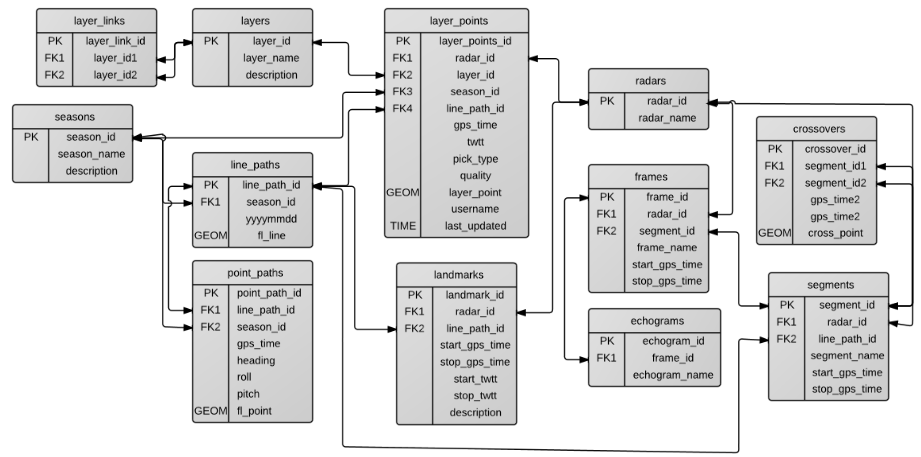 layer_links
PK layer_link_id
FK1 layer_id1
FK2 layer_id2
layers
PK layer_id
layer_name
description
layer_points
PK layer_points_id
FK1 radar_id
FK2 layer_id
FK3 season_id
FK4 line_path_id
gps_time
twtt
pick_type
quality
GEOM layer_point
username
TIME last_updated
radars
PK radar_id
radar_name
seasons
PK season_id
season_name
description
crossovers
PK crossover_id
FK1 segment_id1
FK2 segment_id2
gps_time2
gps_time2
GEOM cross_point
line_paths
PK line_path_id
FK1 season_id
yyyymmdd
GEOM fl_line
frames
PK frame_id
FK1 radar_id
FK2 segment_id
frame_name
start_gps_time
stop_gps_time
point_paths
PK point_path_id
FK1 line_path_id
FK2 season_id
gps_time
heading
roll
pitch
GEOM fl_point
landmarks
PK landmark_id
FK1 radar_id
FK2 line_path_id
start_gps_time
stop_gps_time
start_twtt
stop_twtt
description
echograms
PK echogram_id
FK1 frame_id
echogram_name
segments
PK segment_id
FK1 radar_id
FK2 line_path_id
segment_name
start_gps_time
stop_gps_time